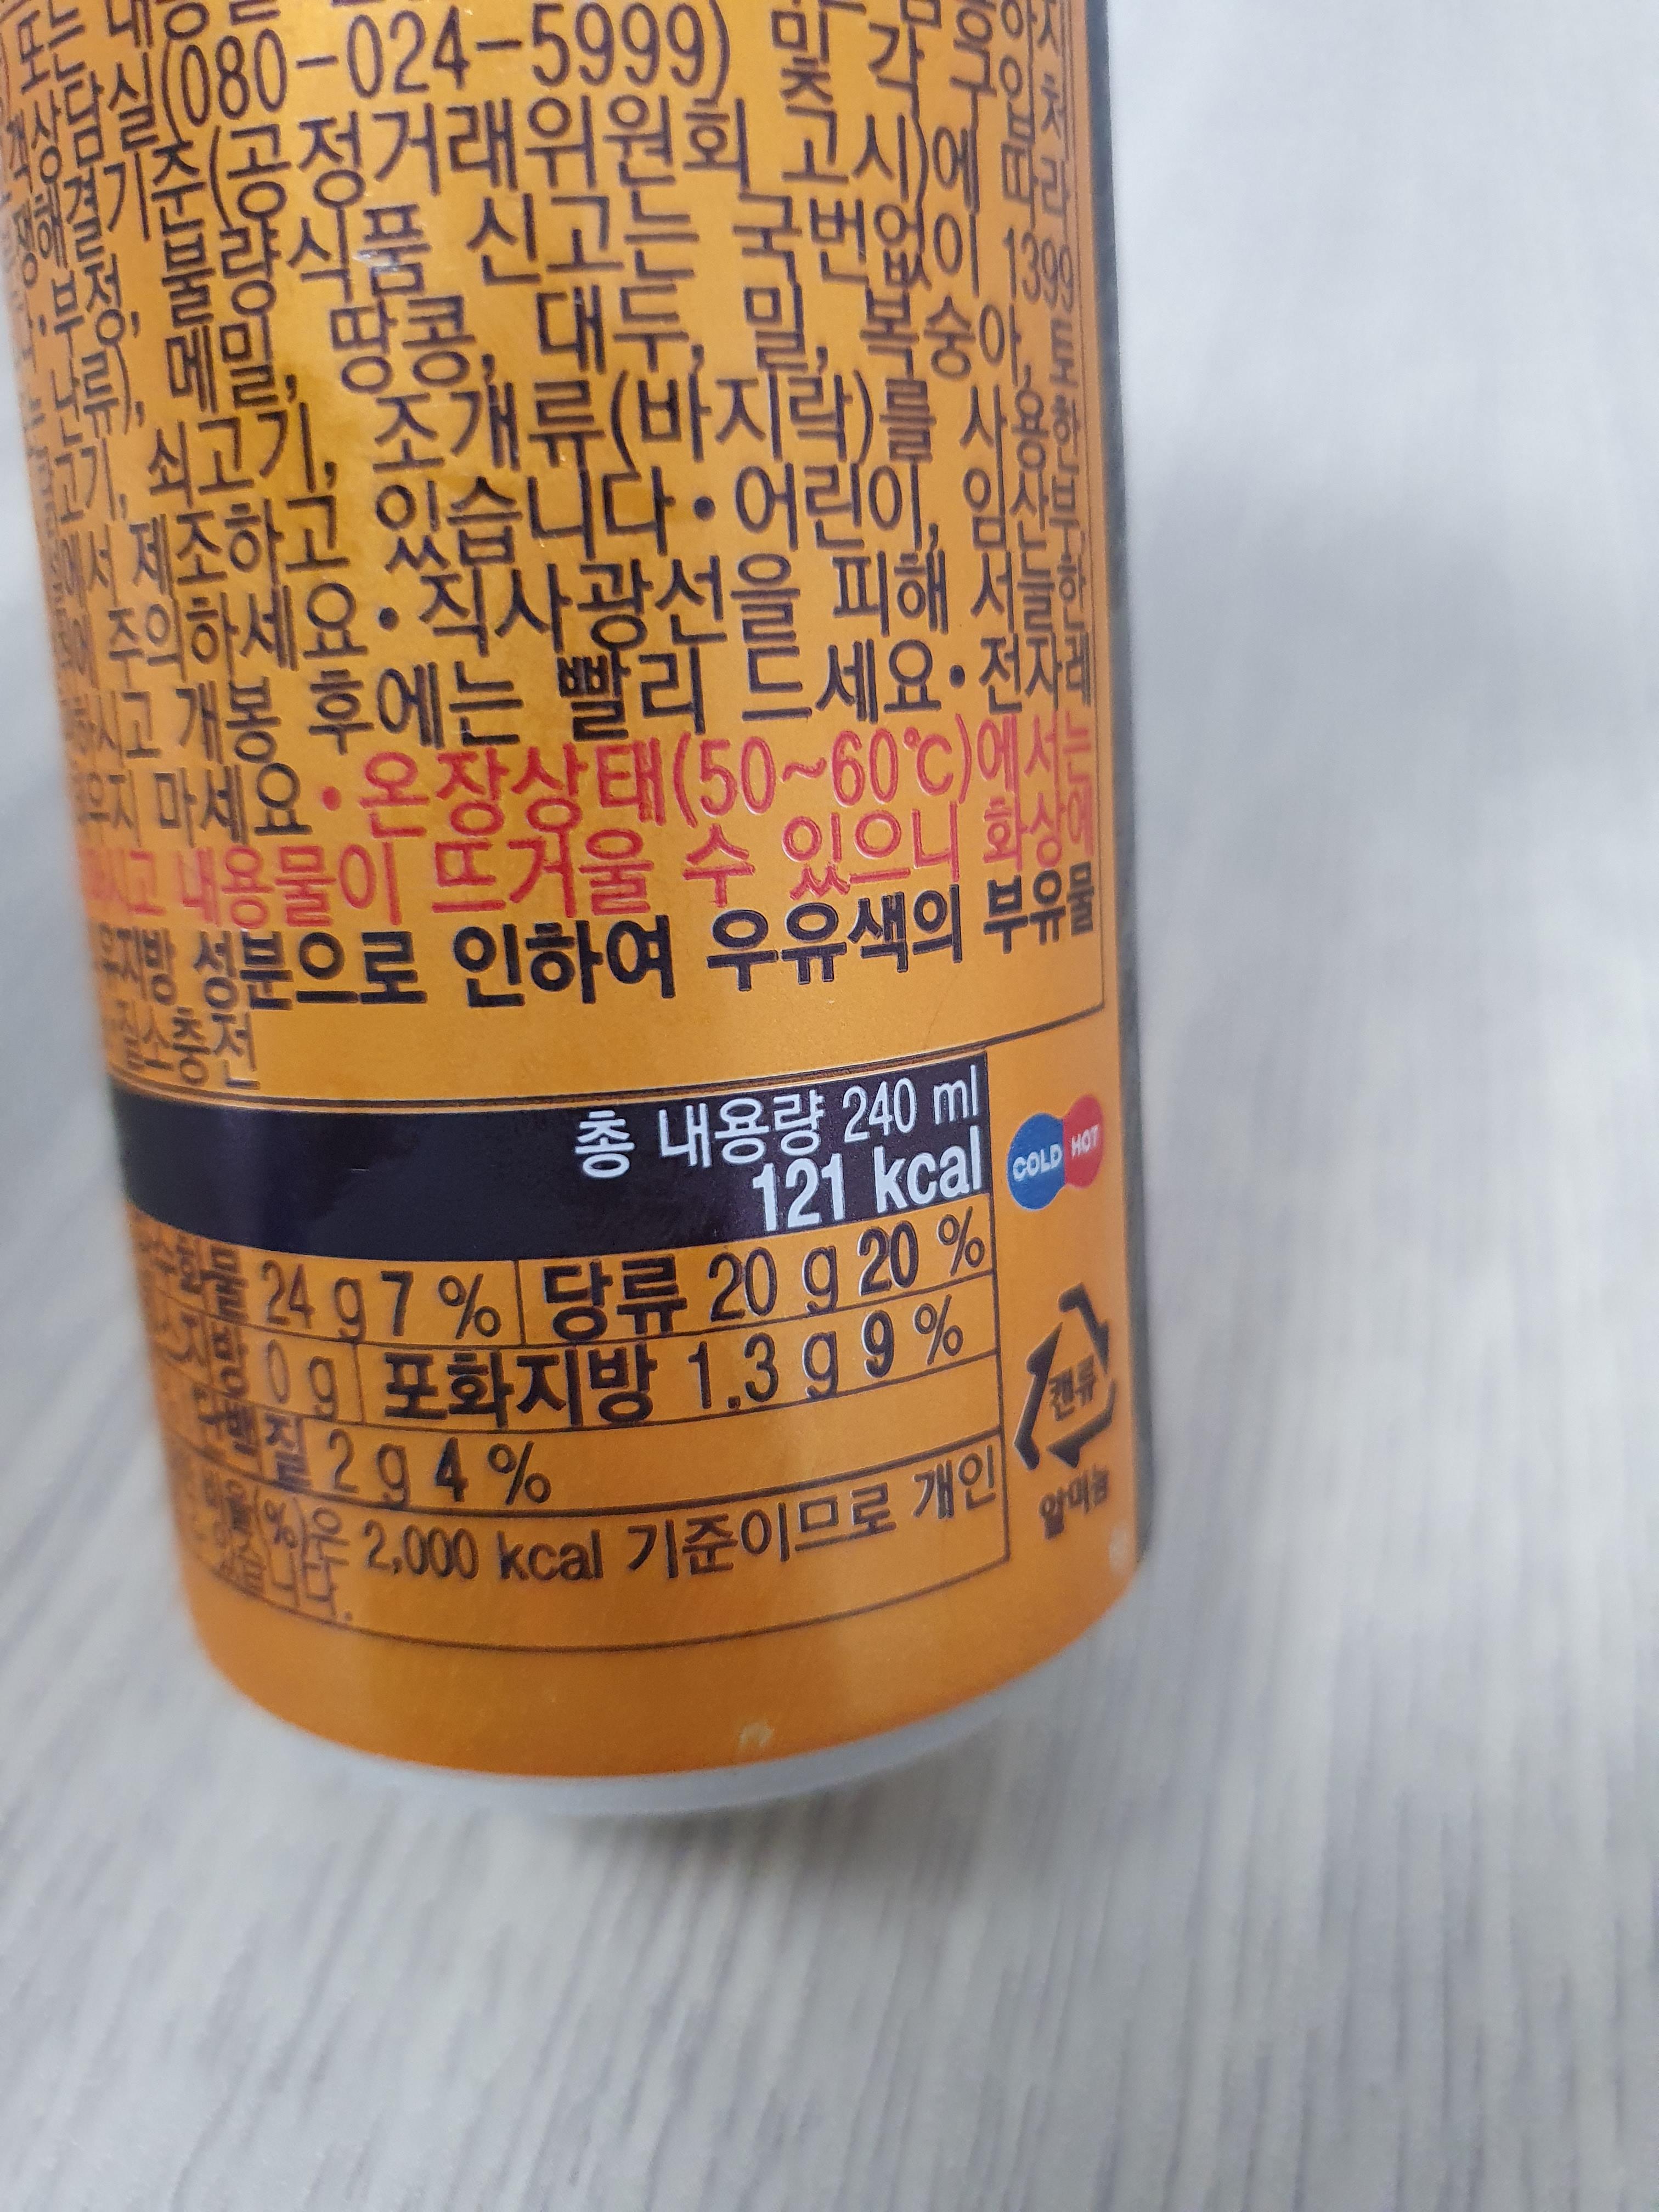 또는
실(080-024-5999) 및 각
상담 기준(공정거래위원회 고시)에
해결 불량식품 신고는 국번없이 1399
부정, 메밀, 땅콩, 대두, 밀, 복숭아,
난류), 쇠고기, 조개류(바지락)를 사용한
고기, 제조하고 있습니다•어린이, 임산부
에서 주의하세요•직사광선을 피해 서늘한
개봉 후에는 빨리 드세요•전자레
우지 마세요•온장상태(50~60℃)에서는
시고 내용물이 뜨거울 수 있으니 화상에
우지방 성분으로 인하여 우유색의 부유물
질소충전
총 내용량 240 ml
121 kcal
COLD HOT
수화물 24 g 7 % 당류 20 g 20 %
지방 0 g 포화지방 1.3 g 9 %
단백질 2 g 4 %
(%)은 2,000 kcal 기준이므로 개인
습니다.
캔류
알미늄